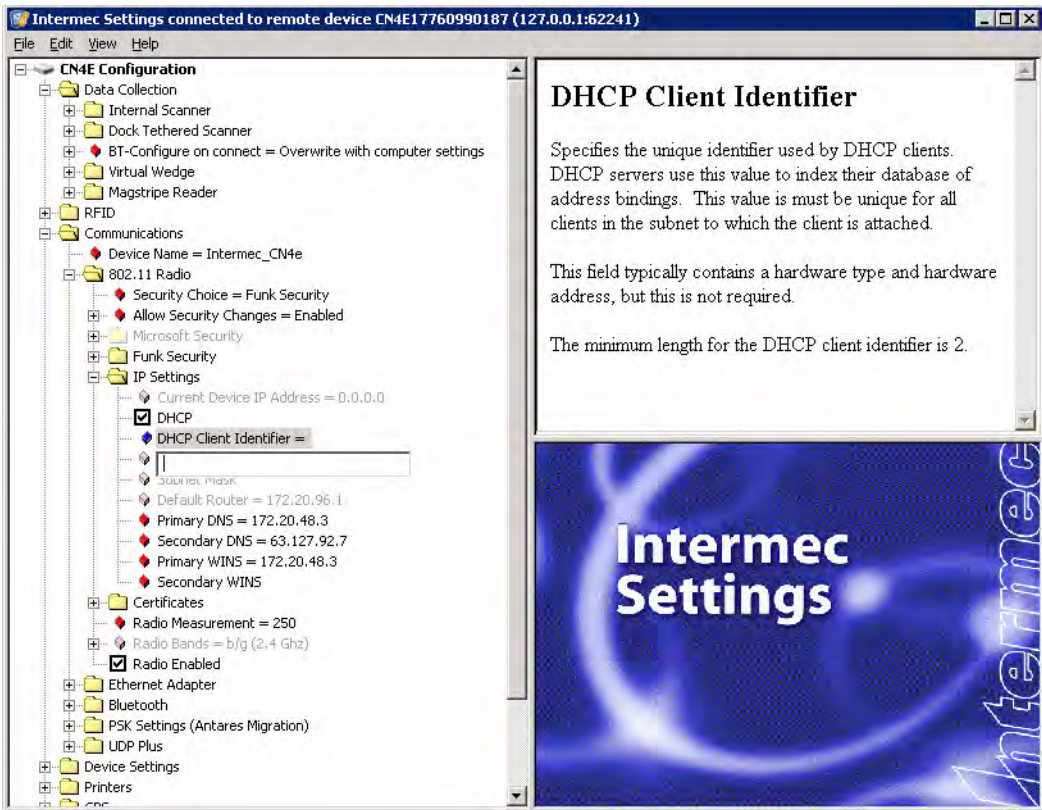 Intermec Settings connected to remote device CN4E17760990187 (127.0.0.1:62241)
File Edit View Help
CN4E Configuration
Data Collection
Internal Scanner
Dock Tethered Scanner
BT-Configure on connect = Overwrite with computer settings
Virtual Wedge
Magstripe Reader
RFID
Communications
Device Name = Intermec_CN4e
802.11 Radio
Security Choice = Funk Security
Allow Security Changes = Enabled
Microsoft Security
Funk Security
IP Settings
Current Device IP Address = 0.0.0.0
DHCP
DHCP Client Identifier =
Subnet Mask
Default Router = 172.20.96.1
Primary DNS = 172.20.48.3
Secondary DNS = 63.127.92.7
Primary WINS = 172.20.48.3
Secondary WINS
Certificates
Radio Measurement = 250
Radio Bands = b/g (2.4 Ghz)
Radio Enabled
Ethernet Adapter
Bluetooth
PSK Settings (Antares Migration)
UDP Plus
Device Settings
Printers
GPS
DHCP Client Identifier
Specifies the unique identifier used by DHCP clients.
DHCP servers use this value to index their database of
address bindings. This value is must be unique for all
clients in the subnet to which the client is attached.
This field typically contains a hardware type and hardware
address, but this is not required.
The minimum length for the DHCP client identifier is 2.
Intermec
Settings
Intermec